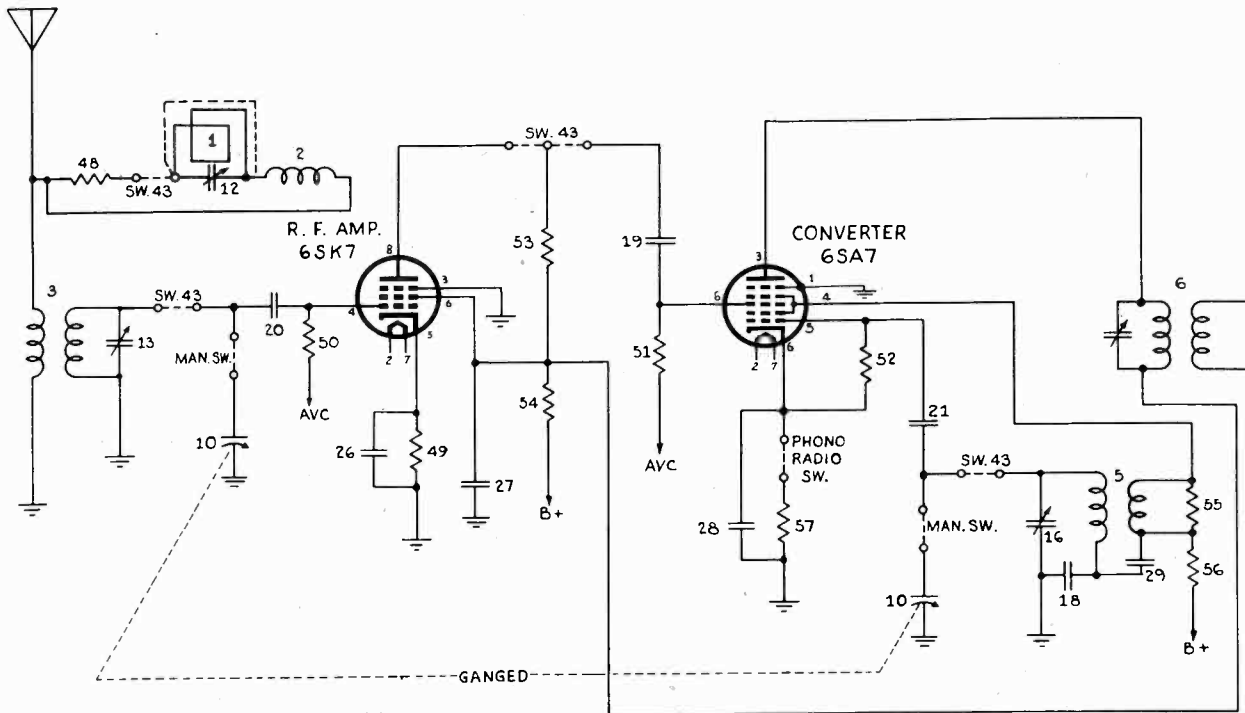 1
2
48
SW. 43
12
R. F. AMP.
6SK7
SW. 43
CONVERTER
6SA7
3
SW. 43
13
MAN. SW.
20
50
AVC
10
8
3
6
4
5
2 7
26
49
27
53
54
B+
19
51
AVC
3
1
4
6
5
6
2 7
52
21
PHONO
RADIO
SW.
28
57
SW. 43
MAN. SW.
10
16
18
5
29
55
56
B+
6
GANGED